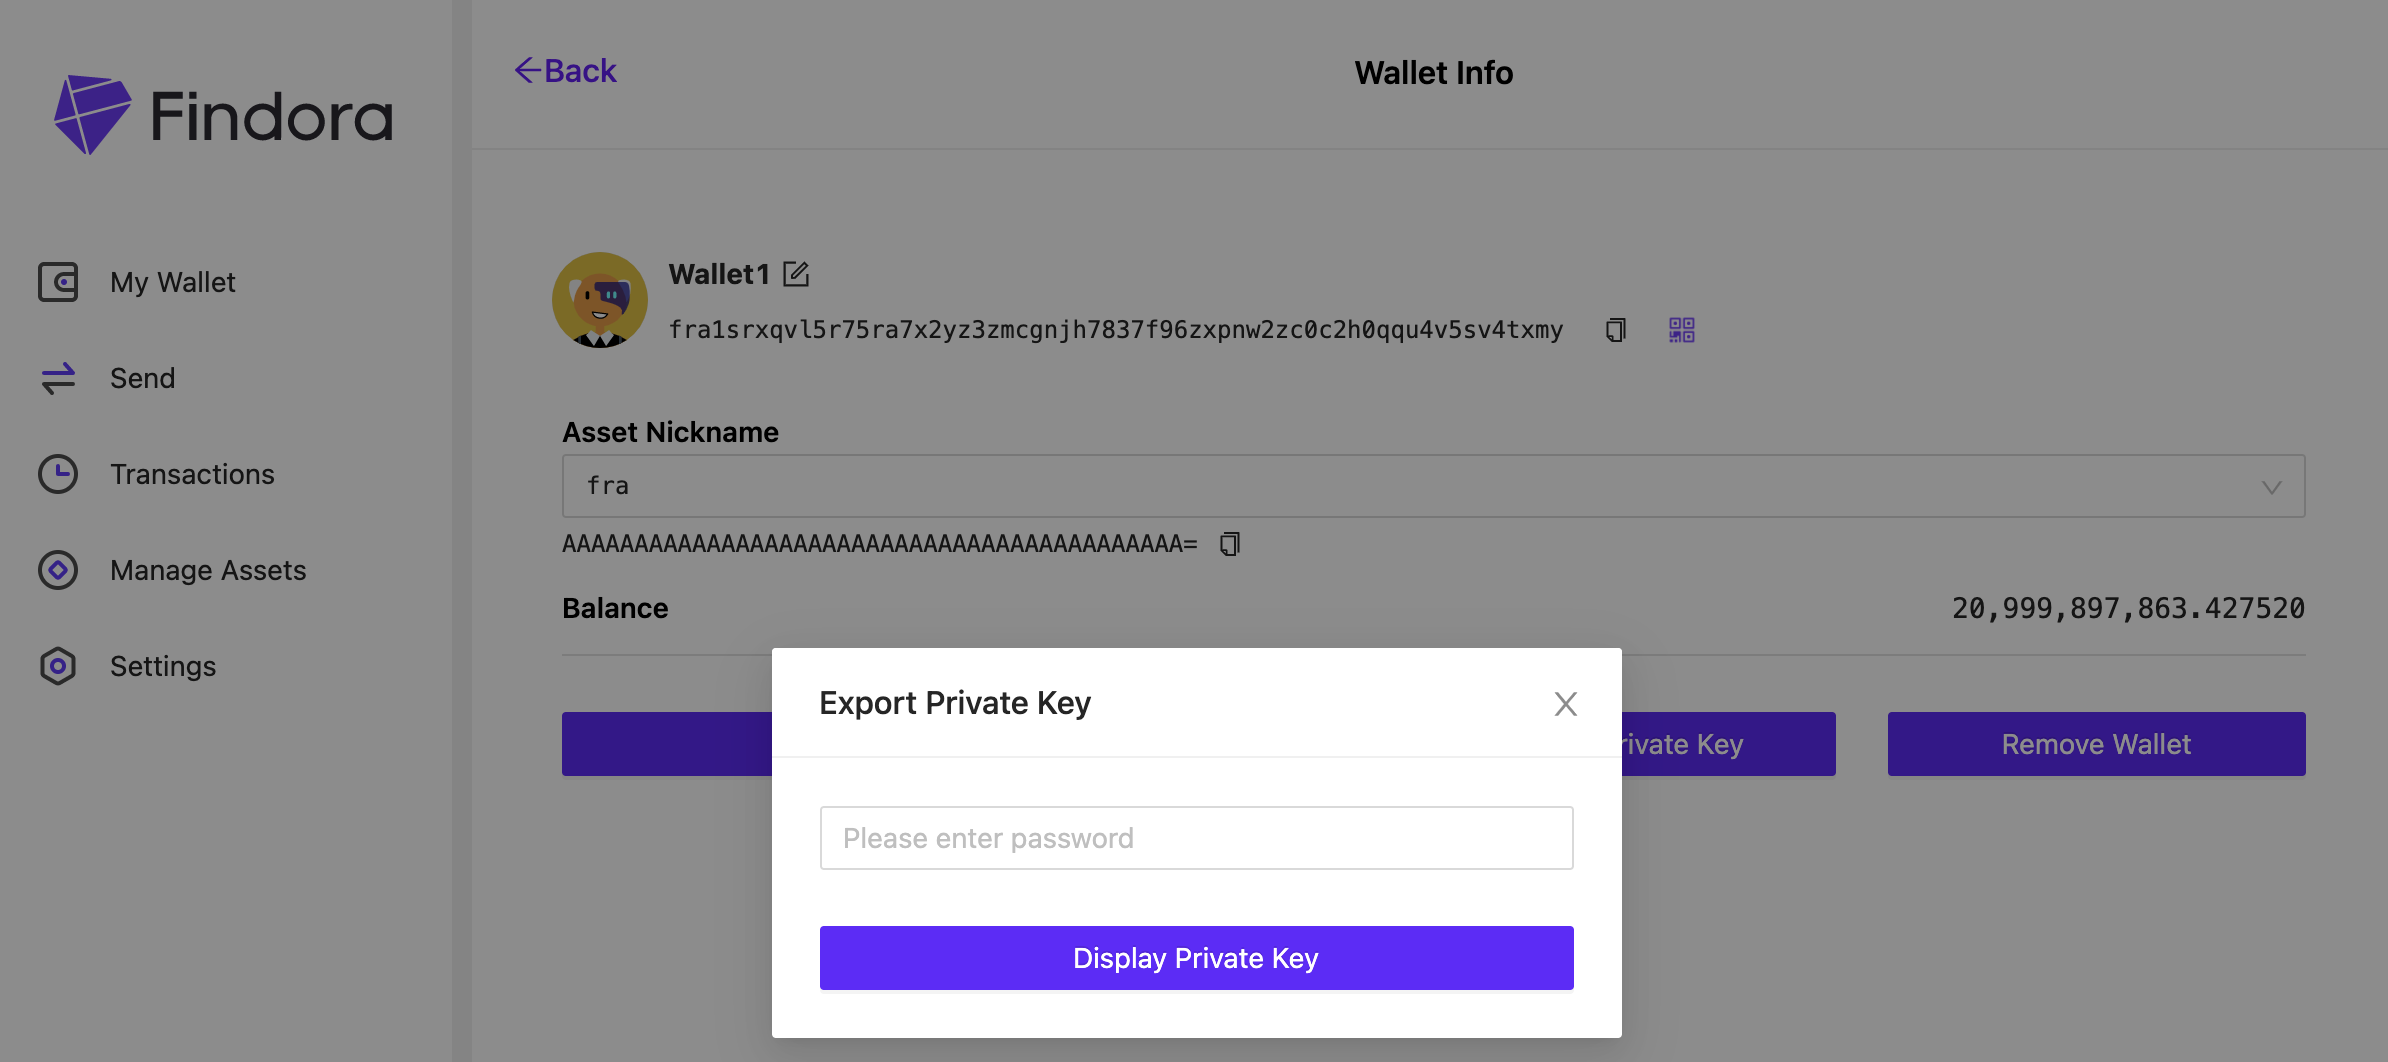 Findora
My Wallet
Send
Transactions
Manage Assets
Settings
Back
Wallet Info
Wallet1
fra1srxqvl5r75ra7x2yz3zmcgnjh7837f96zxpnw2zc0c2h0qqu4v5sv4txmy
Asset Nickname
fra
AAAAAAAAAAAAAAAAAAAAAAAAAAAAAAAAAAAAAAAAAAA=
Balance
20,999,897,863.427520
rivate Key
Remove Wallet
Export Private Key
Please enter password
Display Private Key